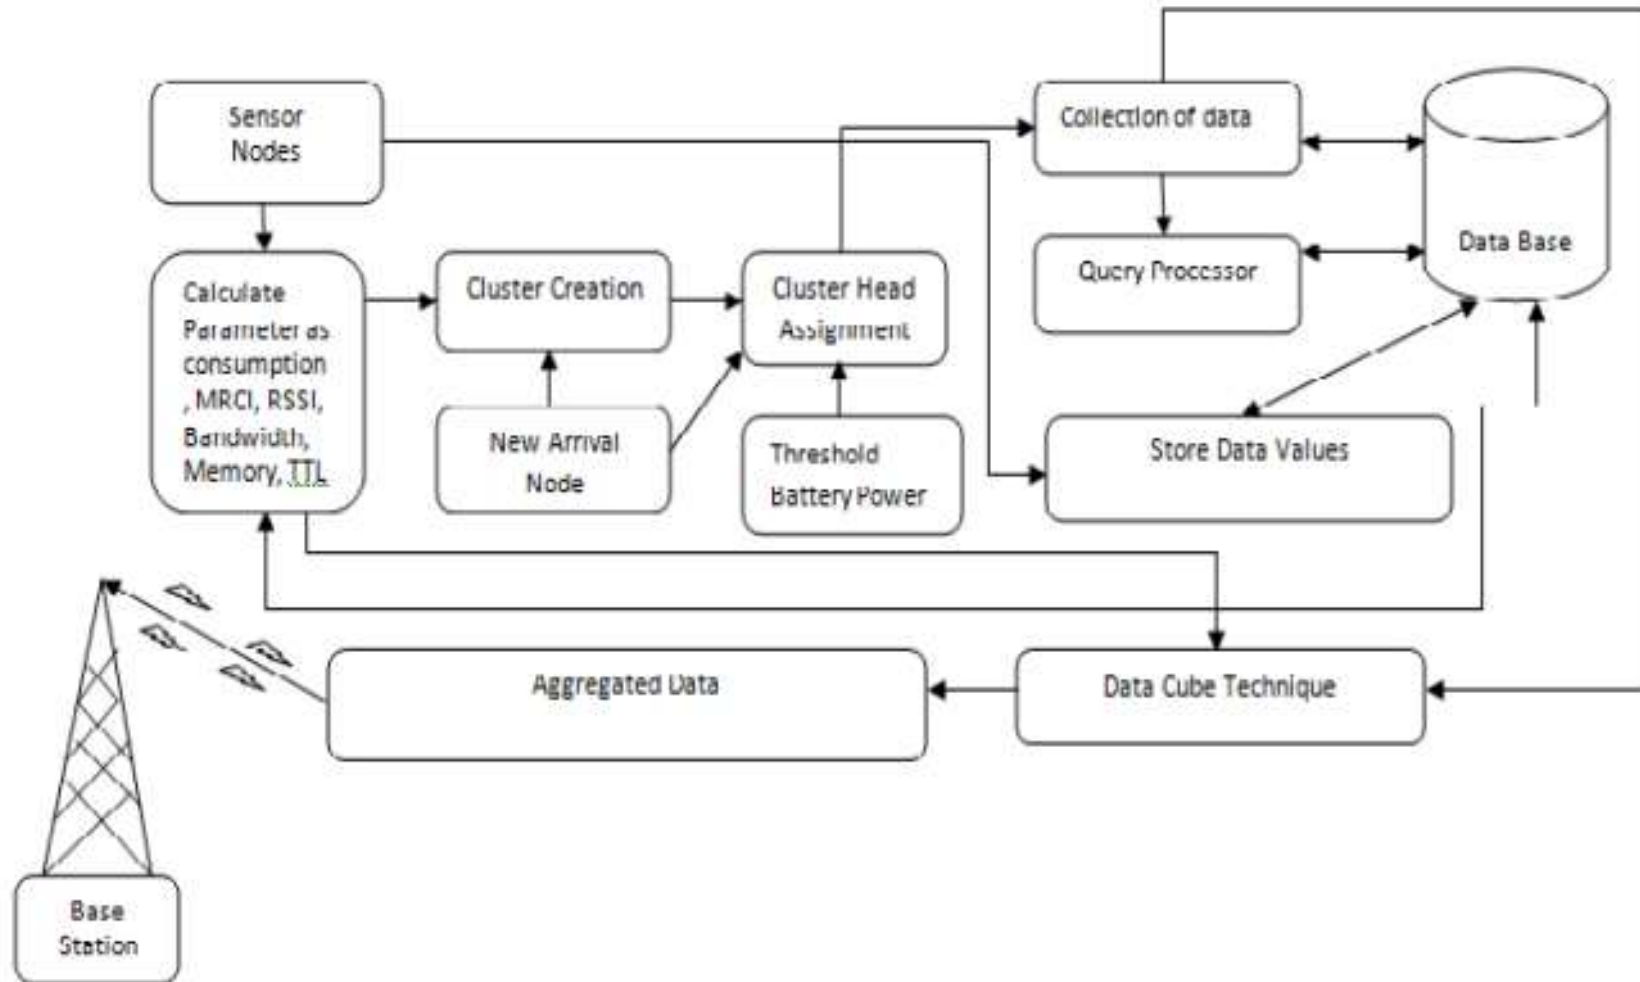 Sensor
Nodes
Collection of data
Data Base
Query Processor
Calculate
Parameter as
consumption
, MRCI, RSSI,
Bandwidth,
Memory, TTL
Cluster Creation
Cluster Head
Assignment
New Arrival
Node
Threshold
Battery Power
Store Data Values
Aggregated Data
Data Cube Technique
Base
Station